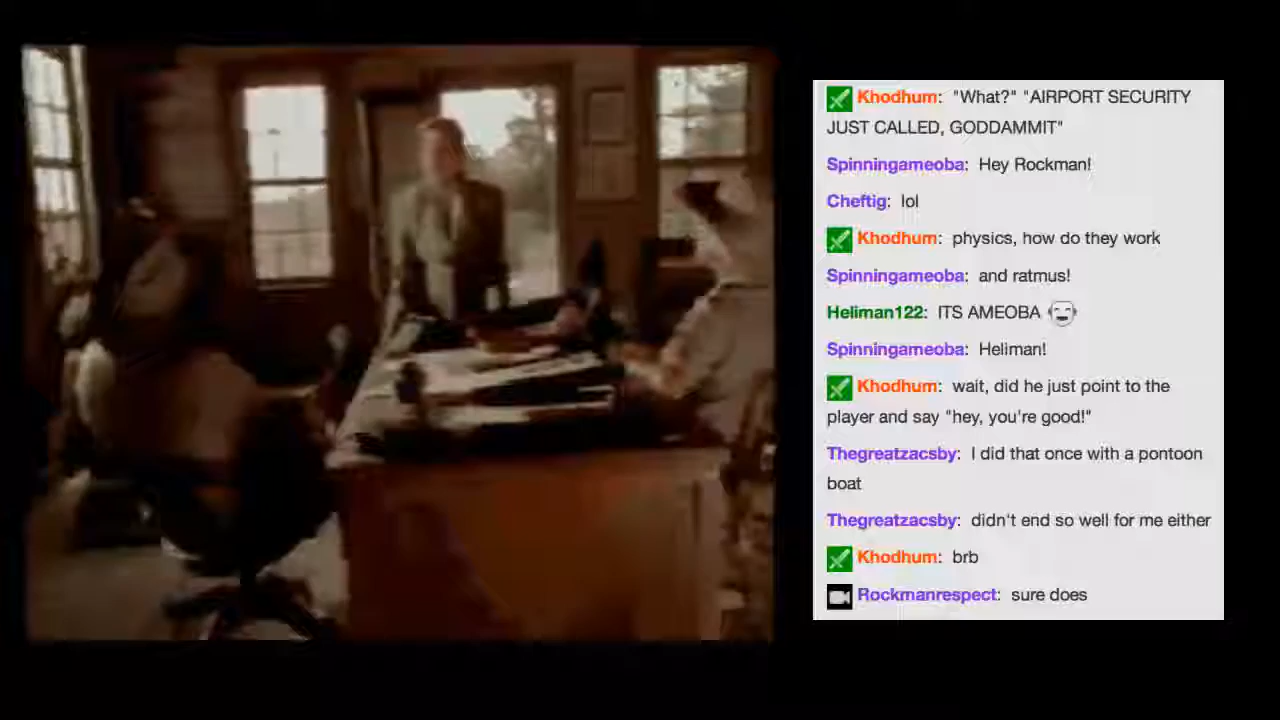 Khodhum: "What?" "AIRPORT SECURITY
JUST CALLED, GODDAMMIT"
Spinningameoba: Hey Rockman!
Cheftig: lol
Khodhum: physics, how do they work
Spinningameoba: and ratmus!
Heliman122: ITS AMEOBA
Spinningameoba: Heliman!
Khodhum: wait, did he just point to the
player and say "hey, you're good!"
Thegreatzacsby: I did that once with a pontoon
boat
Thegreatzacsby: didn't end so well for me either
Khodhum: brb
Rockmanrespect: sure does